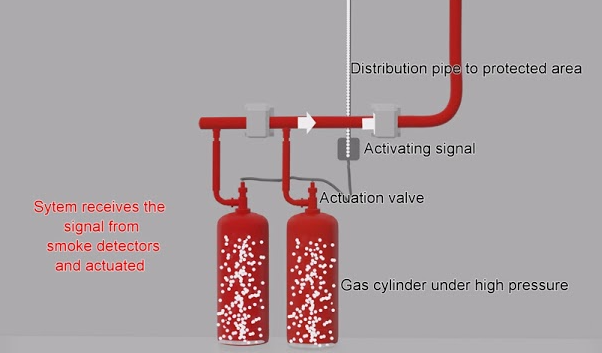 Distribution pipe to protected area
Activating signal
Actuation valve
Sytem receives the
signal from
smoke detectors
and actuated
Gas cylinder under high pressure